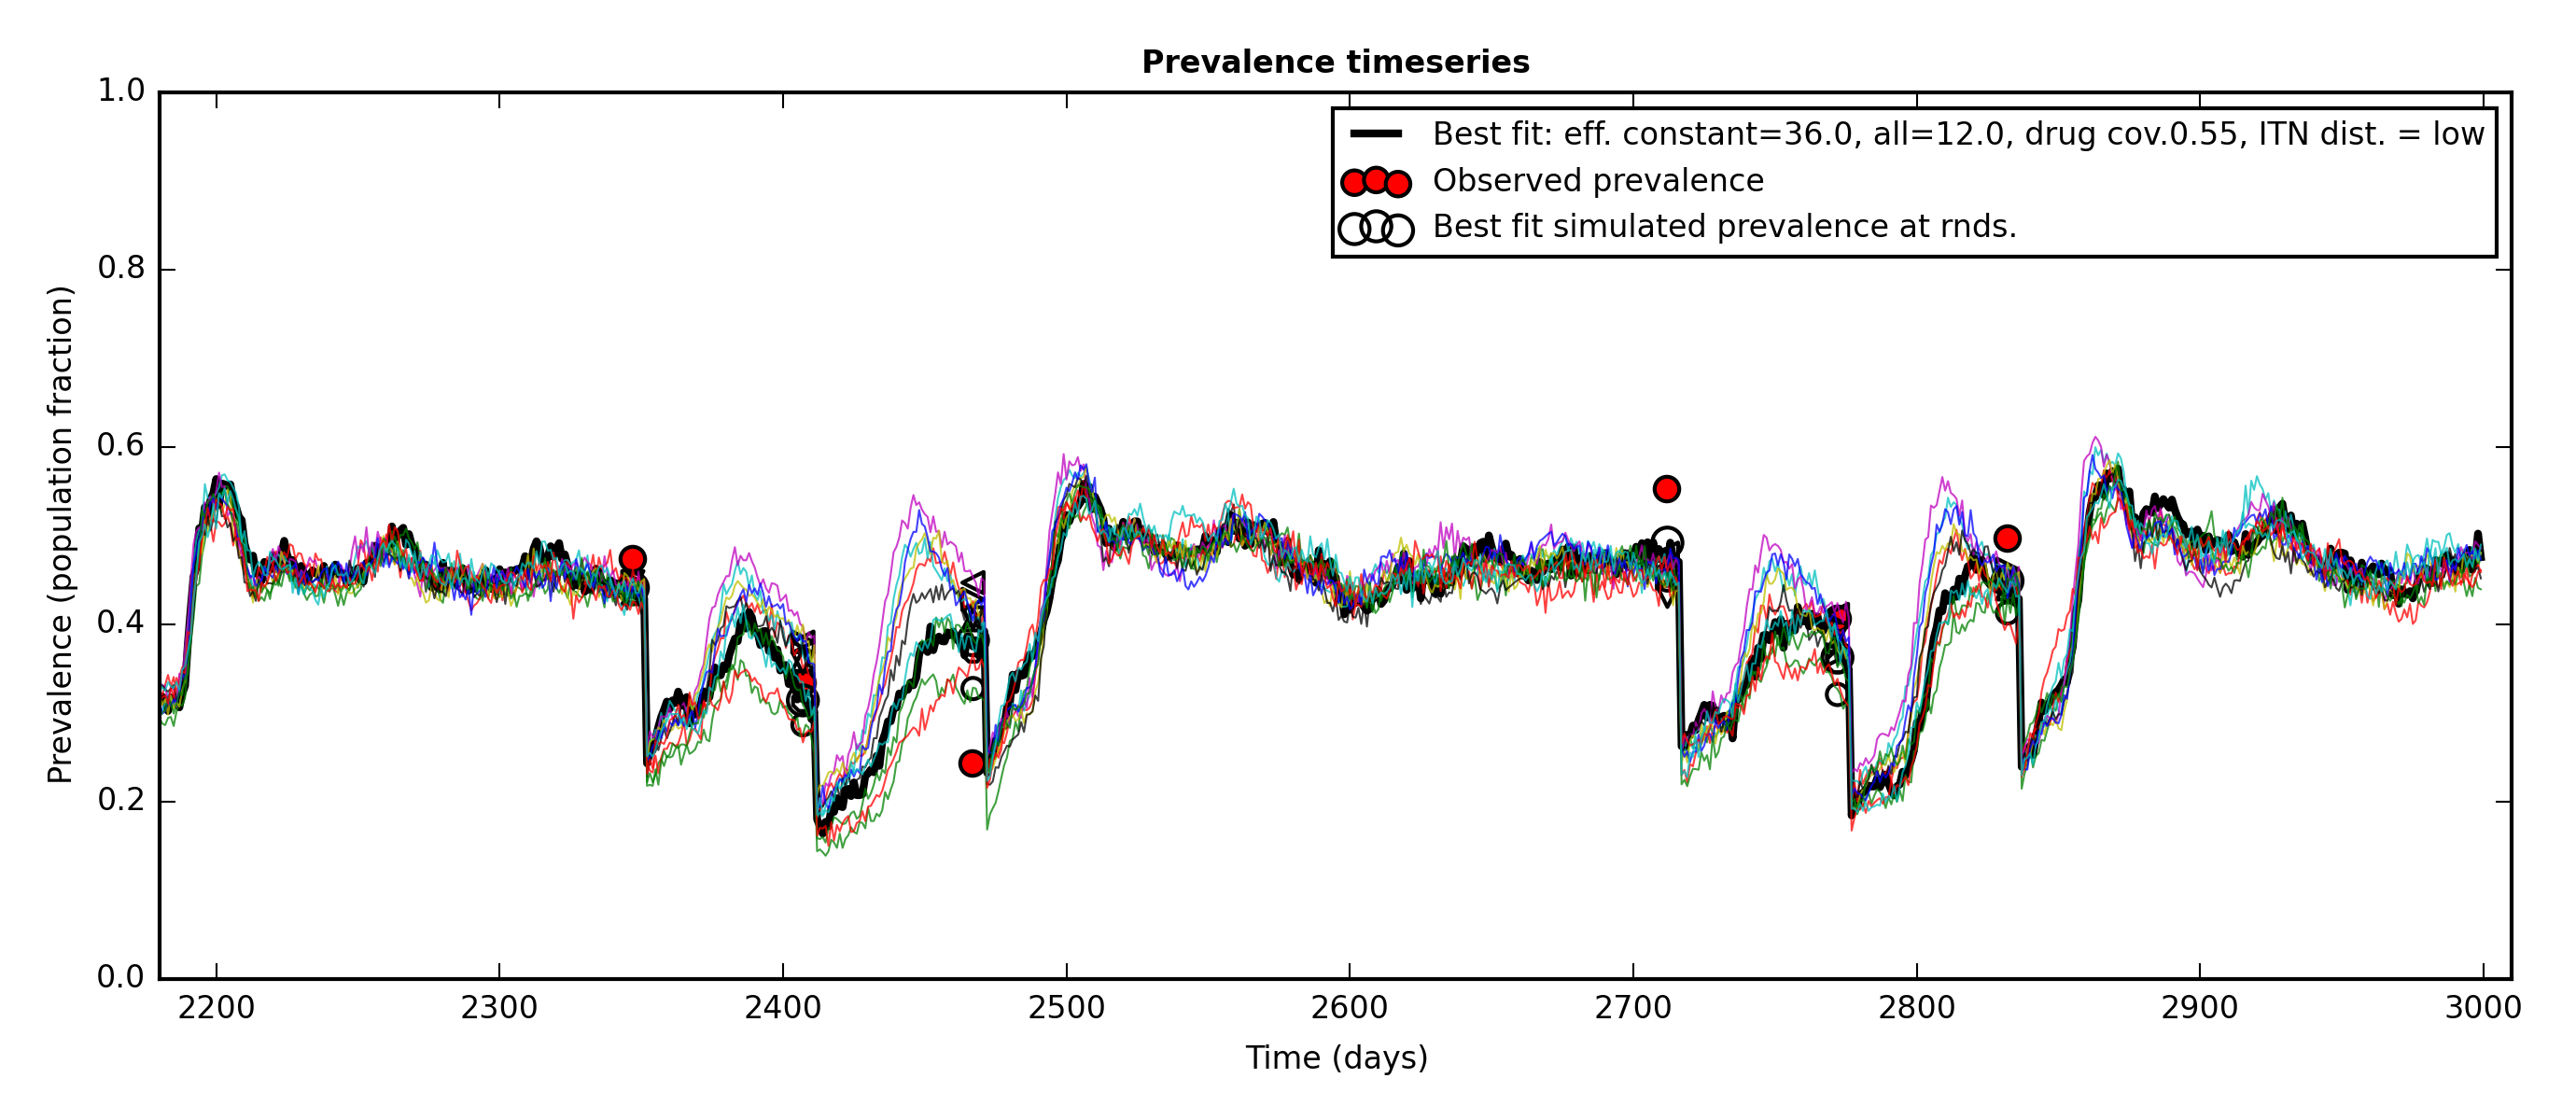 Prevalence timeseries
1.0
0.8
0.6
0.4
0.2
0.0
Prevalence (population fraction)
Best fit: eff. constant=36.0, all=12.0, drug cov.0.55, ITN dist. = low
Observed prevalence
Best fit simulated prevalence at rnds.
2200 2300 2400 2500 2600 2700 2800 2900 3000
Time (days)